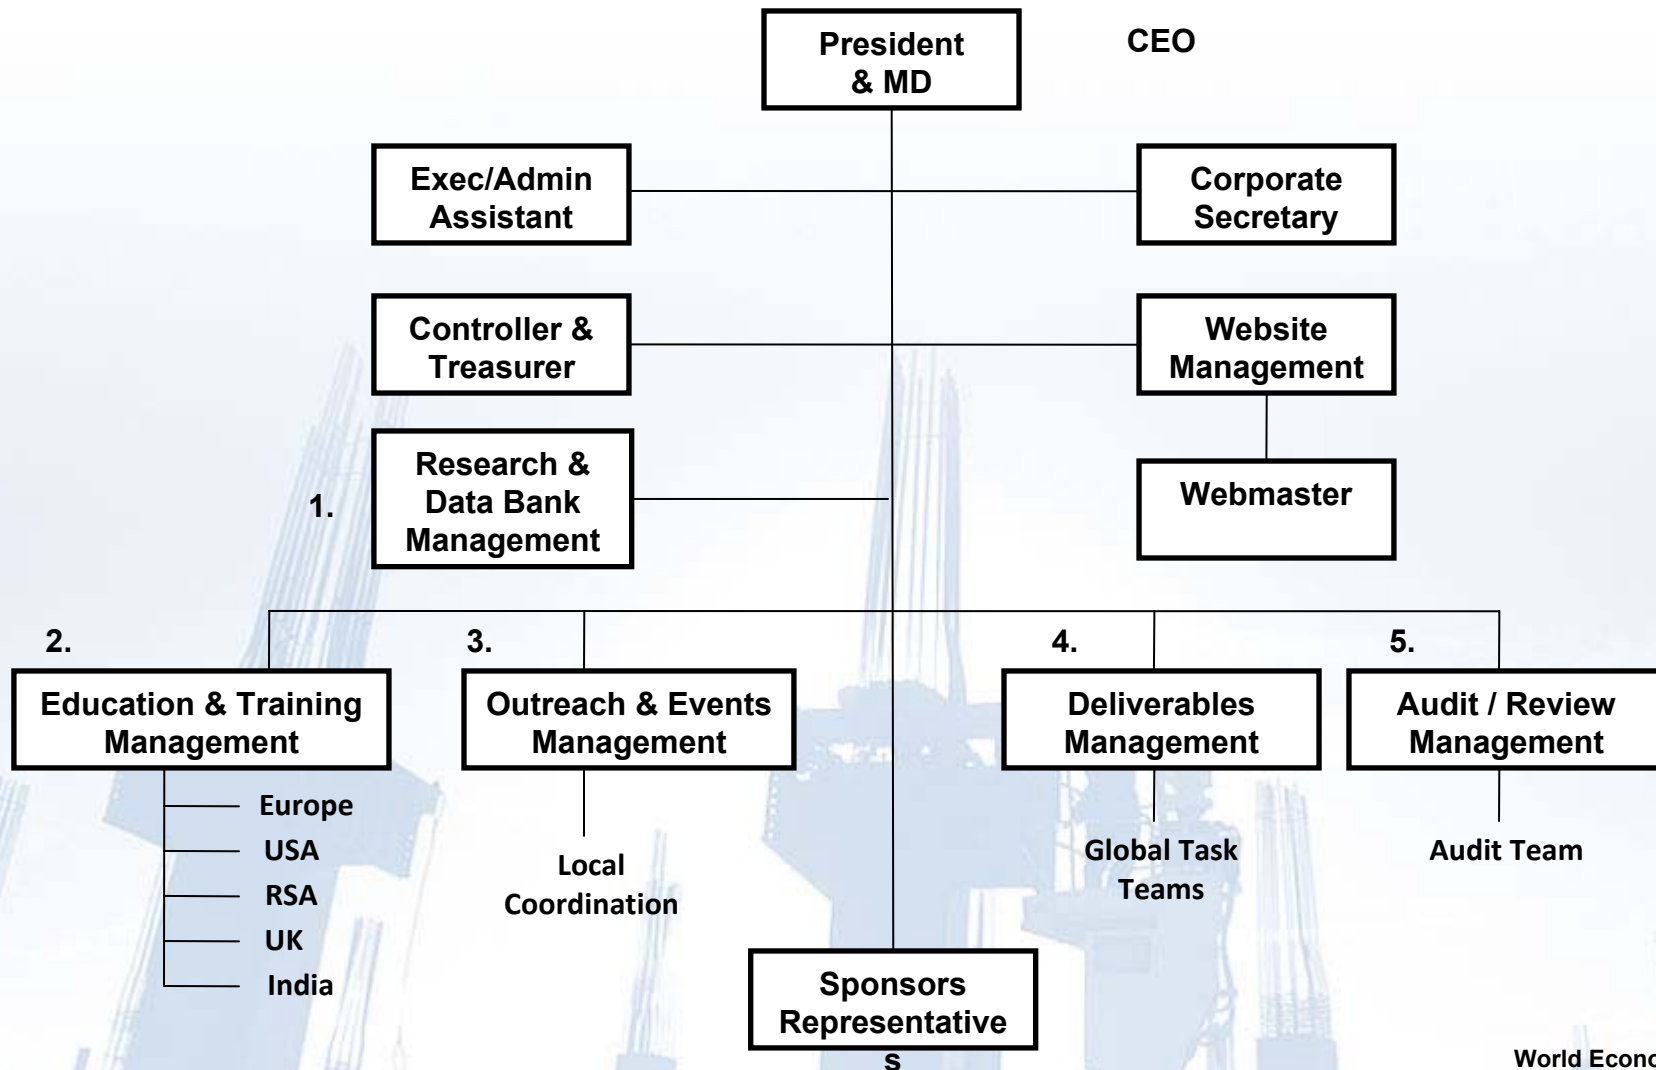 President
& MD
CEO
Exec/Admin
Assistant
Corporate
Secretary
Controller &
Treasurer
Website
Management
1.
Research &
Data Bank
Management
Webmaster
2.
3.
4.
5.
Education & Training
Management
Outreach & Events
Management
Deliverables
Management
Audit / Review
Management
Europe
USA
RSA
UK
India
Local
Coordination
Global Task
Teams
Audit Team
Sponsors
Representative
s
World Econo